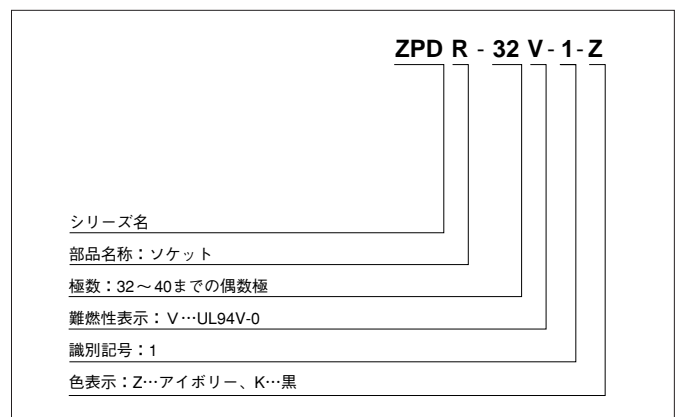 ZPD R - 32 V - 1 - Z
シリーズ名
部品名称：ソケット
極数：32～40までの偶数極
難燃性表示：V…UL94V-0
識別記号：1
色表示：Z…アイボリー、K…黒